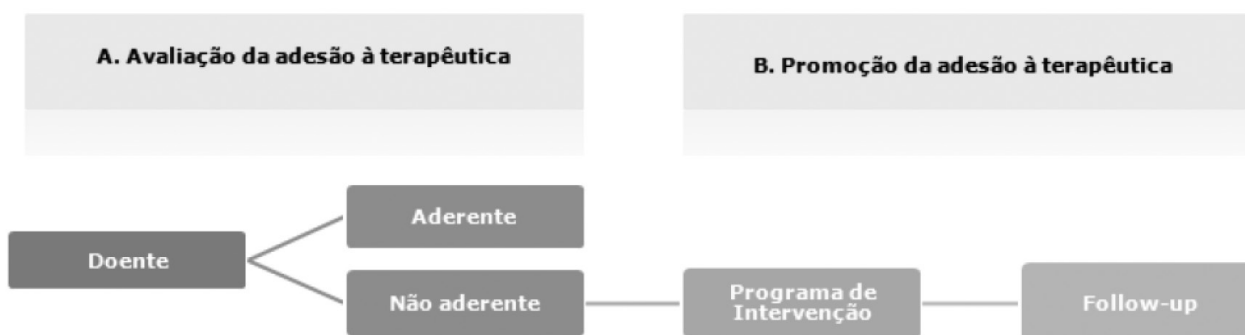 A. Avaliação da adesão à terapêutica
B. Promoção da adesão à terapêutica
Doente
Aderente
Não aderente
Programa de
Intervenção
Follow-up